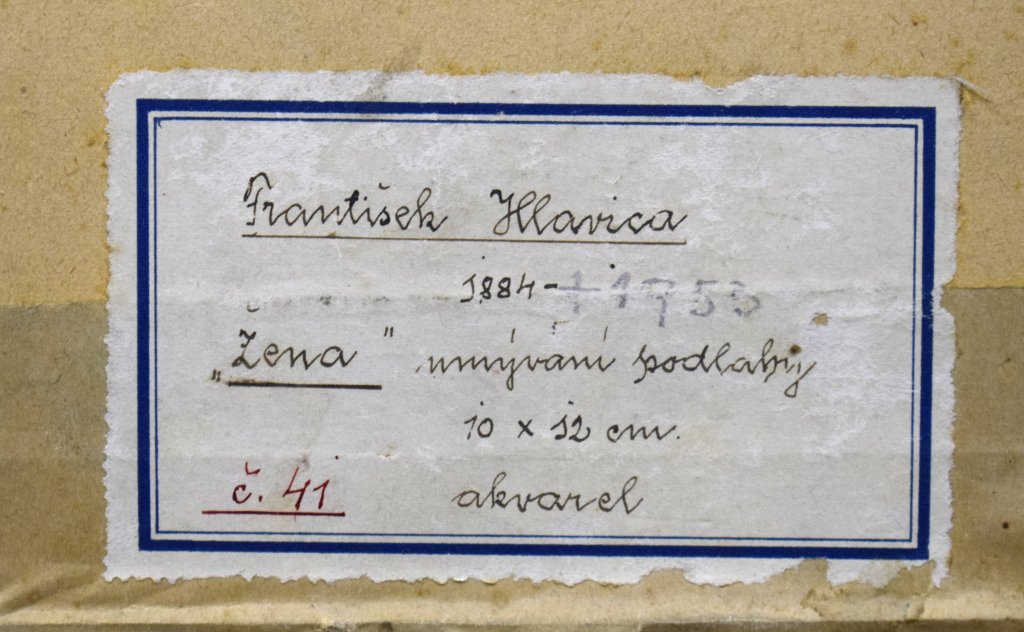 František Hlavica
1884- +1953
„Žena" umývání podlahy
10 x 12 cm.
č. 41 akvarel